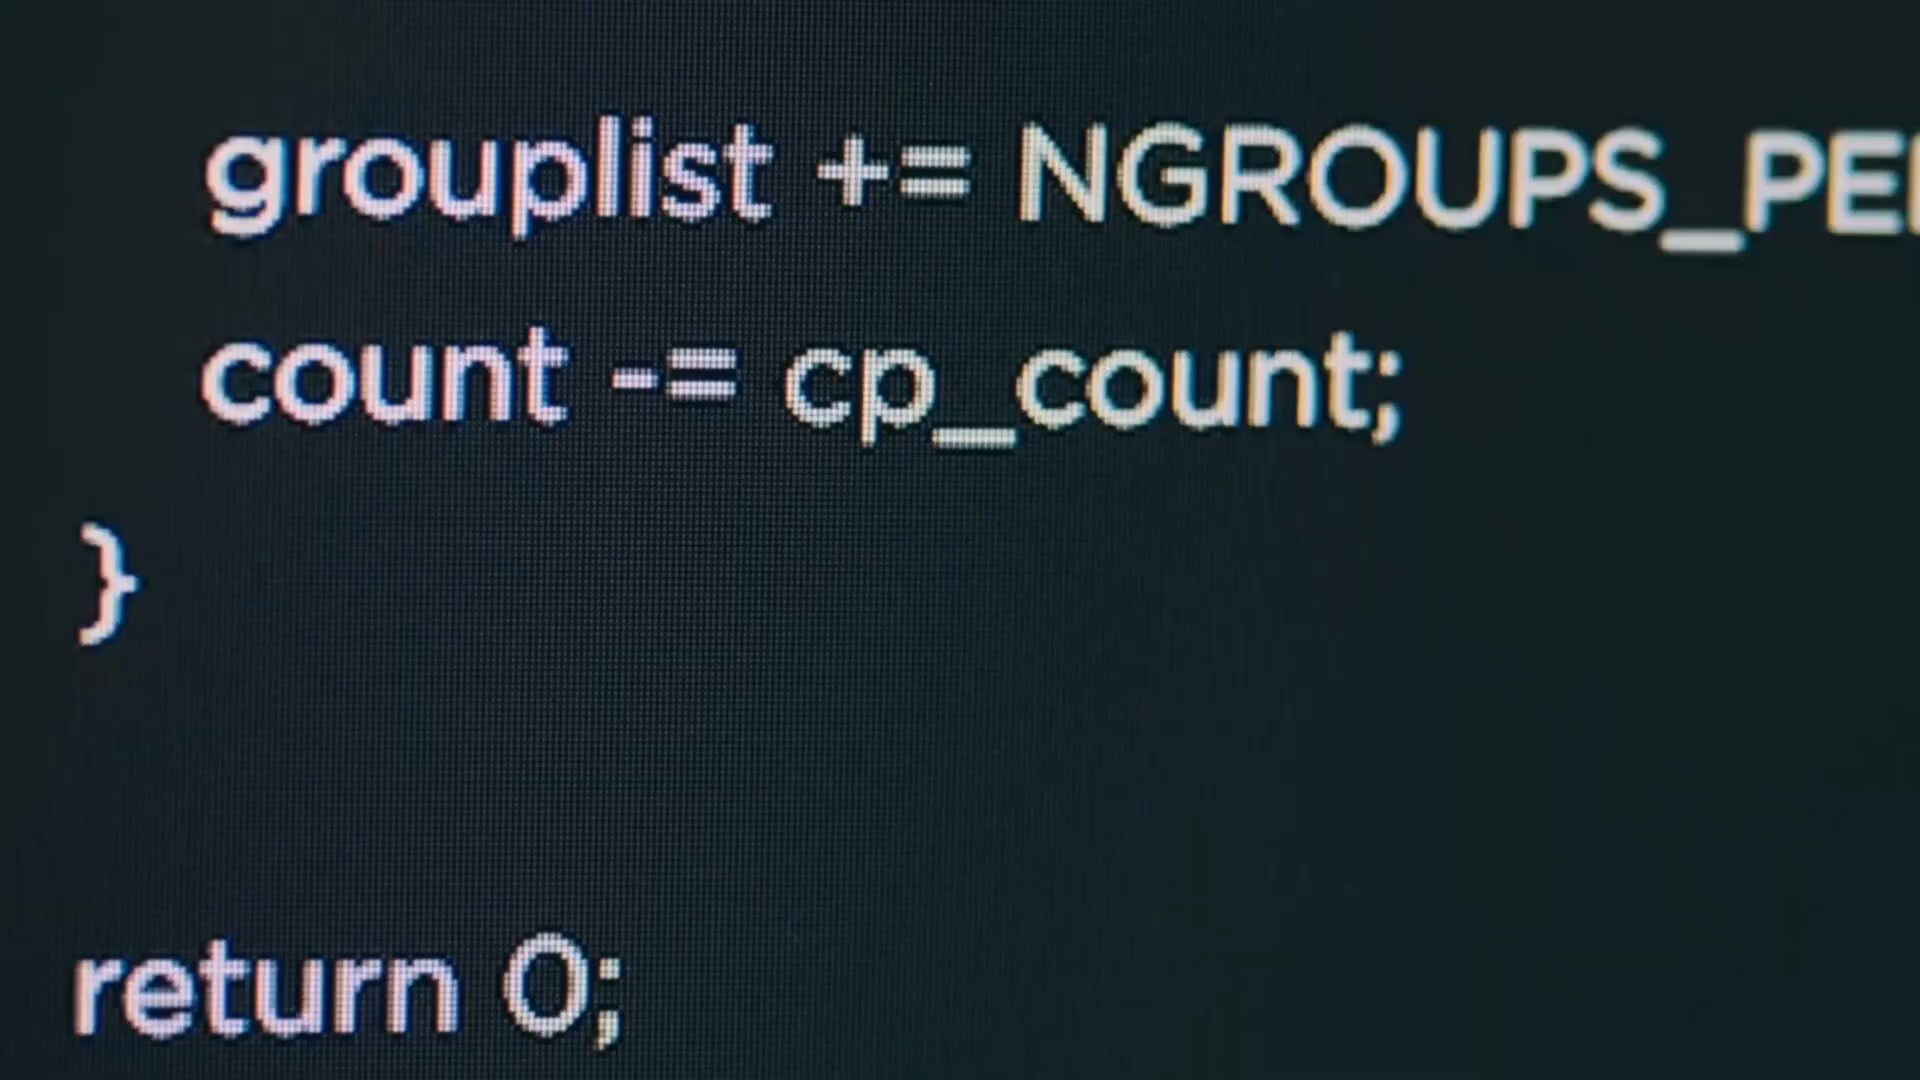 grouplist += NGROUPS_PE
count -= cp_count;
}
return 0;